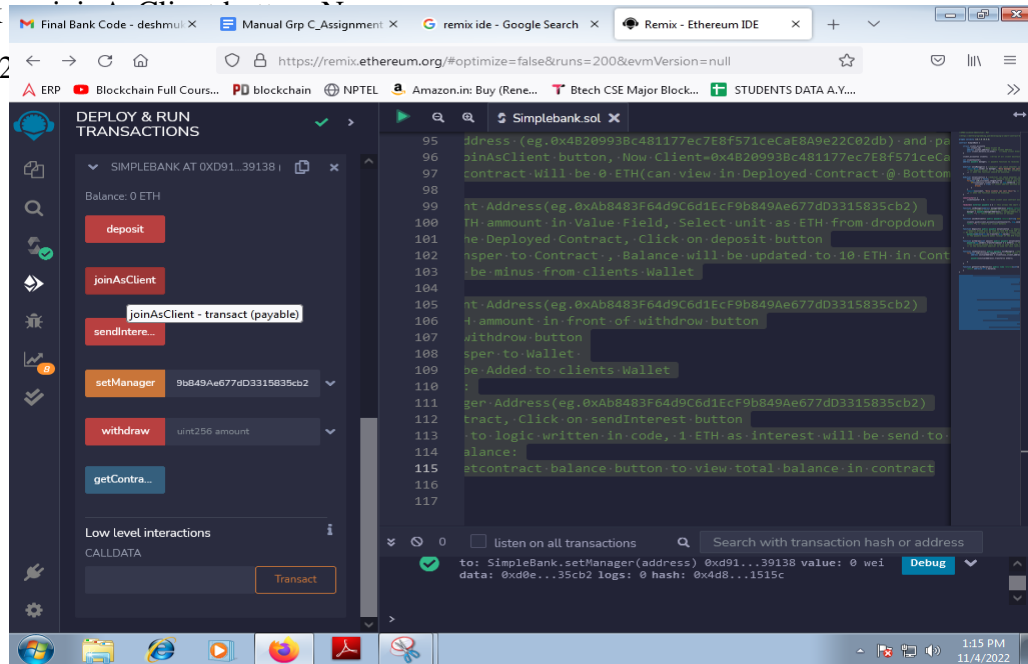 joinAsClient button, Now
Final Bank Code - deshmuk
Manual Grp C_Assignment
remix ide - Google Search
Remix - Ethereum IDE
https://remix.ethereum.org/#optimize=false&runs=200&evmVersion=null
ERP Blockchain Full Cours... blockchain NPTEL Amazon.in: Buy (Rene... Btech CSE Major Block... STUDENTS DATA A.Y....
DEPLOY & RUN
TRANSACTIONS
SIMPLEBANK AT 0XD91...39138
Balance: 0 ETH
deposit
joinAsClient
joinAsClient - transact (payable)
sendIntere...
setManager 9b849Ae677dD3315835cb2
withdraw uint256 amount
getContra...
Low level interactions
i
CALLDATA
Transact
8
Simplebank.sol
95 ddress (eg.0x4B20993Bc481177ec7E8f571ceCaE8A9e22C02db) and pa
96 oinAsClient button, Now Client=0x4B20993Bc481177ec7E8f571ceCa
97 contract Will be 0 ETH(can view in Deployed Contract @ Bottom
98
99 nt Address(eg.0xAb8483F64d9C6d1EcF9b849Ae677dD3315835cb2)
100 TH ammount in Value Field, Select unit as ETH from dropdown
101 he Deployed Contract, Click on deposit button
102 nsper to Contract , Balance will be updated to 10 ETH in Cont
103 be minus from clients Wallet
104
105 nt Address(eg.0xAb8483F64d9C6d1EcF9b849Ae677dD3315835cb2)
106 H ammount in front of withdrow button
107 withdrow button
108 sper to Wallet
109 be Added to clients Wallet
110 :
111 ger Address(eg.0xAb8483F64d9C6d1EcF9b849Ae677dD3315835cb2)
112 tract, Click on sendInterest button
113 to logic written in code, 1 ETH as interest will be send to
114 alance:
115 etcontract balance button to view total balance in contract
116
117
0 listen on all transactions Search with transaction hash or address
to: SimpleBank.setManager(address) 0xd91...39138 value: 0 wei Debug
data: 0xd0e...35cb2 logs: 0 hash: 0x4d8...1515c
>
1:15 PM
11/4/2022